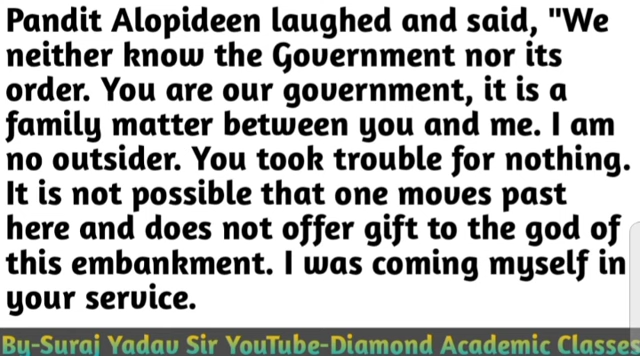 Pandit Alopideen laughed and said, "We
neither know the Government nor its
order. You are our government, it is a
family matter between you and me. I am
no outsider. You took trouble for nothing.
It is not possible that one moves past
here and does not offer gift to the god of
this embankment. I was coming myself in
your service.
By-Suraj Yadav Sir YouTube-Diamond Academic Classes